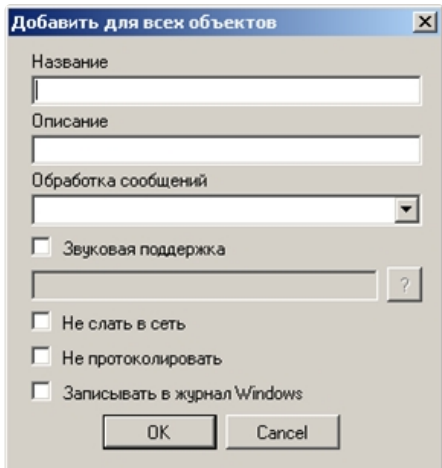 Добавить для всех объектов
Название
Описание
Обработка сообщений
Звуковая поддержка
?
Не слать в сеть
Не протоколировать
Записывать в журнал Windows
OK Cancel